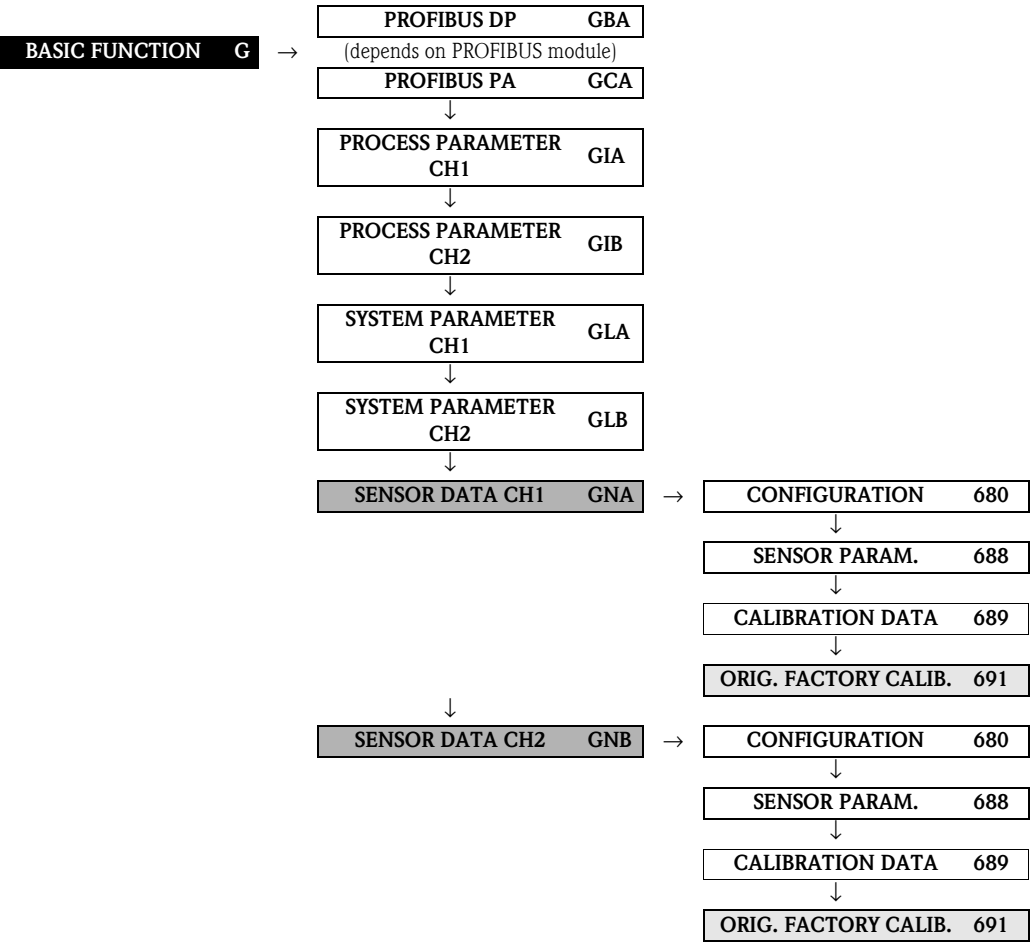 PROFIBUS DP GBA
BASIC FUNCTION G → (depends on PROFIBUS module)
PROFIBUS PA GCA
↓
PROCESS PARAMETER
CH1 GIA
↓
PROCESS PARAMETER
CH2 GIB
↓
SYSTEM PARAMETER
CH1 GLA
↓
SYSTEM PARAMETER
CH2 GLB
↓
SENSOR DATA CH1 GNA → CONFIGURATION 680
↓
SENSOR PARAM. 688
↓
CALIBRATION DATA 689
↓
ORIG. FACTORY CALIB. 691
↓
SENSOR DATA CH2 GNB → CONFIGURATION 680
↓
SENSOR PARAM. 688
↓
CALIBRATION DATA 689
↓
ORIG. FACTORY CALIB. 691